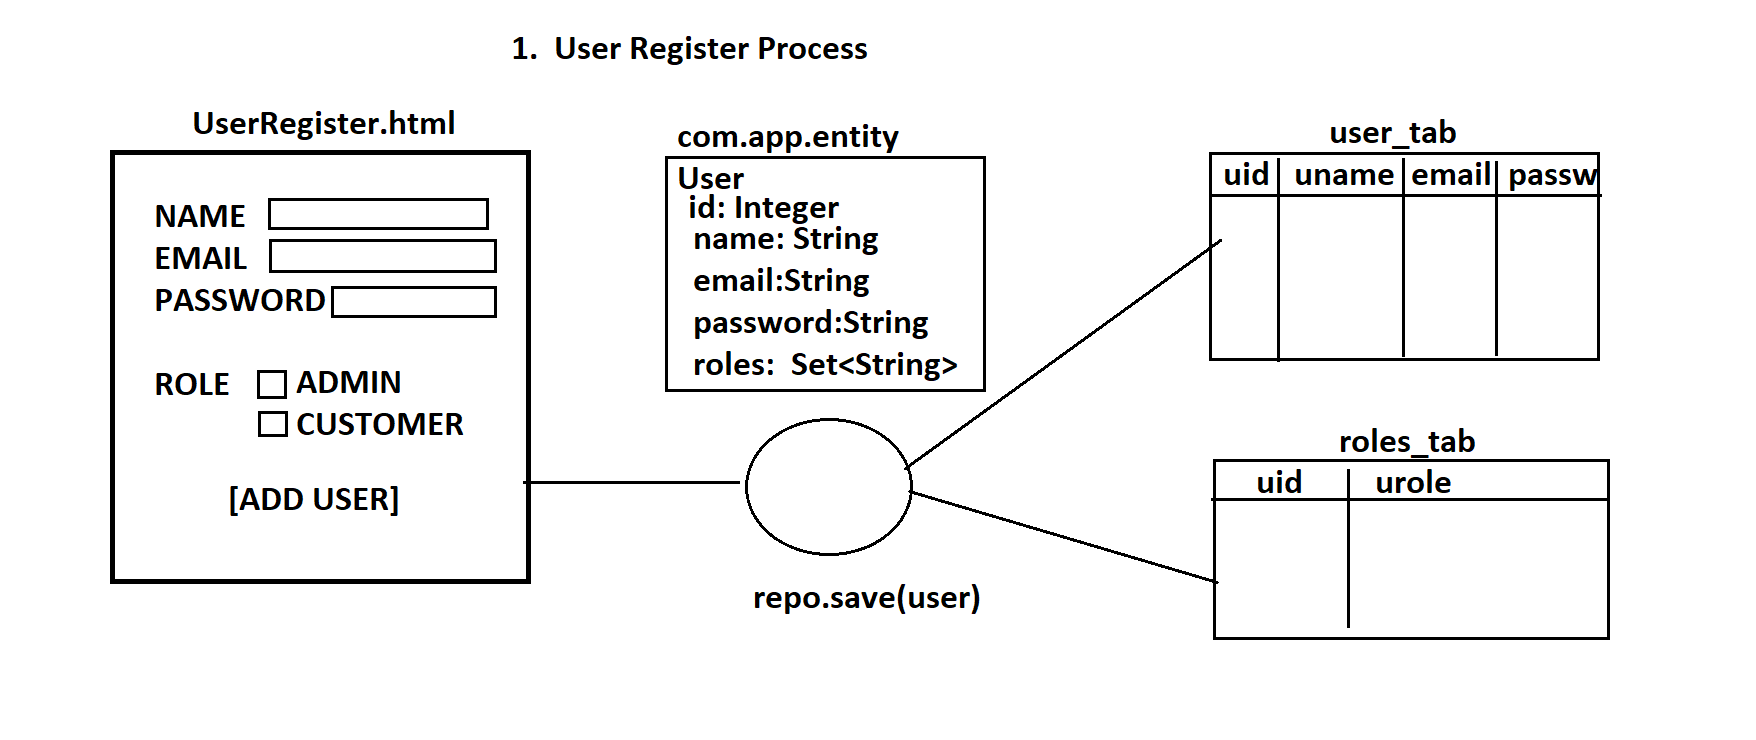 1.  User Register Process
UserRegister.html
NAME
EMAIL
PASSWORD
ROLE ADMIN
CUSTOMER
[ADD USER]
com.app.entity
User
id: Integer
name: String
email:String
password:String
roles:  Set<String>
repo.save(user)
user_tab
uid uname email passw
roles_tab
uid urole